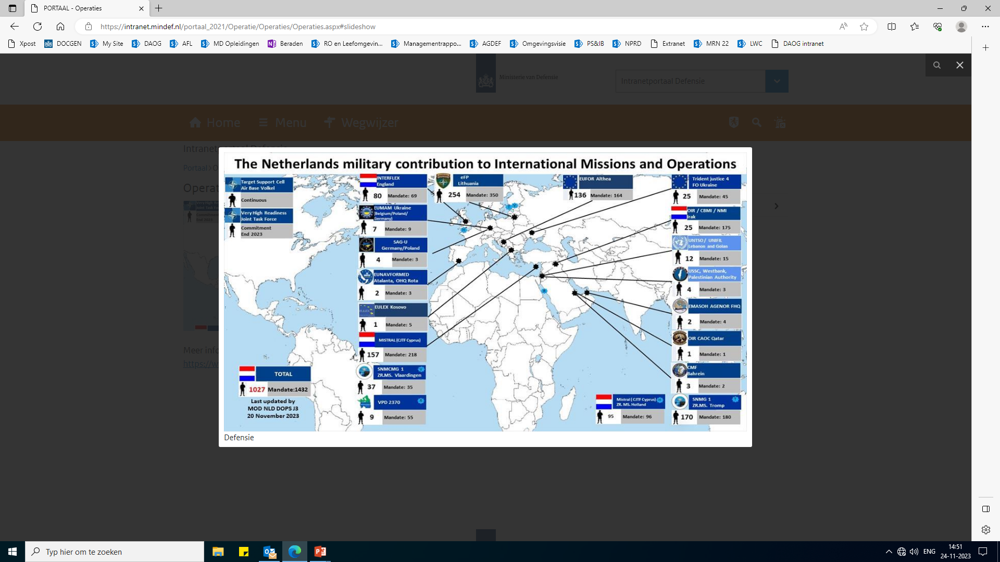 PORTAAL - Operaties
https://intranet.mindef.nl/portaal_2021/Operatie/Operaties/Operaties.aspx#slideshow
Xpost DOCGEN My Site DAOG AFL MD Opleidingen Beraden RO en Leefomgevin... Managementrappo... AGDEF Omgevingsvisie PS&IB NPRD Extranet MRN 22 LWC DAOG intranet
Ministerie van Defensie
Intranetportaal Defensie
Home Menu Wegwijzer
Intranetportaal Defensie
Portaal > O
Operat
The Netherlands military contribution to International Missions and Operations
Target Support Cell
Air Base Volkel
Continuous
Very High Readiness
Joint Task Force
Commitment
End 2023
INTERFLEX
England
80 Mandate: 69
EUMAM Ukraine
(Belgium/Poland/
Germany)
7 Mandate: 9
SAG-U
Germany/Poland
4 Mandate: 3
EUNAVFORMED
Atalanta, OHQ Rota
2 Mandate: 3
EULEX Kosovo
1 Mandate: 5
MISTRAL (CJTF Cyprus)
157 Mandate: 218
SNMCMG 1
ZR.MS. Vlaardingen
37 Mandate: 35
VPD 2370
9 Mandate: 55
eFP
Lithuania
254 Mandate: 350
EUFOR Althea
136 Mandate: 164
Trident justice 4
FO Ukraine
25 Mandate: 45
OIR / CBMI / NMI
Irak
25 Mandate: 175
UNTSO / UNIFIL
Lebanon and Golan
12 Mandate: 15
USSC, Westbank,
Palestinian Authority
4 Mandate: 3
EMASOH AGENOR FHQ
2 Mandate: 4
OIR CAOC Qatar
1 Mandate: 1
CMF
Bahrein
3 Mandate: 2
Mistral ( CJTF Cyprus)
ZR. MS. Holland
95 Mandate: 96
SNMG 1
ZR.MS. Tromp
170 Mandate: 180
TOTAL
1027 Mandate:1432
Last updated by
MOD NLD DOPS J3
20 November 2023
Defensie
Meer info
https://w
Typ hier om te zoeken
ENG
14:51
24-11-2023